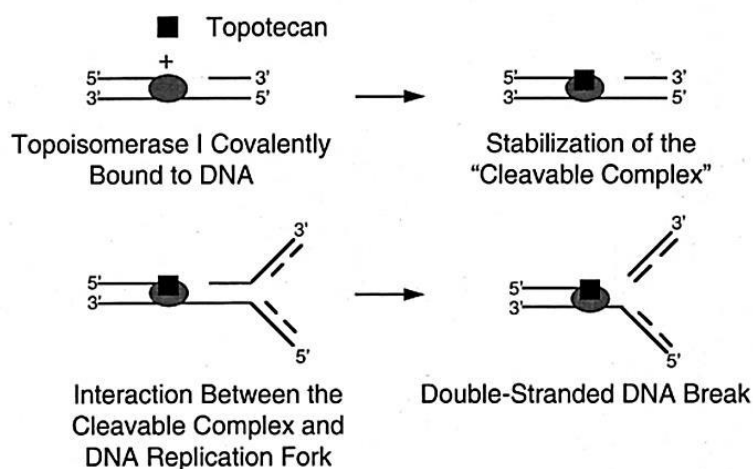 Topotecan
+
5' 3'
3' 5'
Topoisomerase I Covalently
Bound to DNA
5' 3'
3' 5'
Stabilization of the
“Cleavable Complex”
3'
5'
3'
5'
Interaction Between the
Cleavable Complex and
DNA Replication Fork
3'
5'
3'
5'
Double-Stranded DNA Break